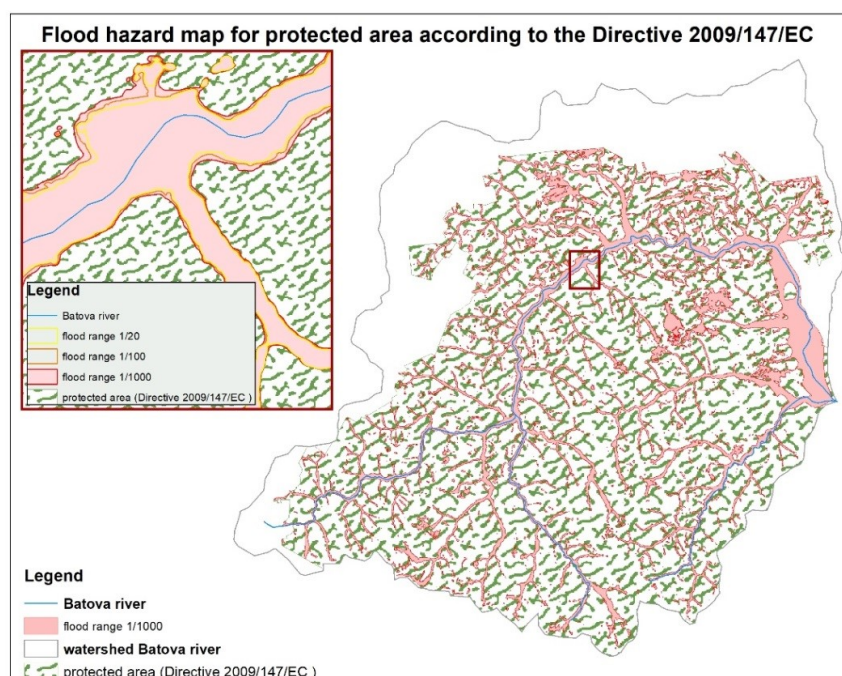 Flood hazard map for protected area according to the Directive 2009/147/EC
Legend
Batova river
flood range 1/20
flood range 1/100
flood range 1/1000
protected area (Directive 2009/147/EC )
Legend
Batova river
flood range 1/1000
watershed Batova river
protected area (Directive 2009/147/EC )